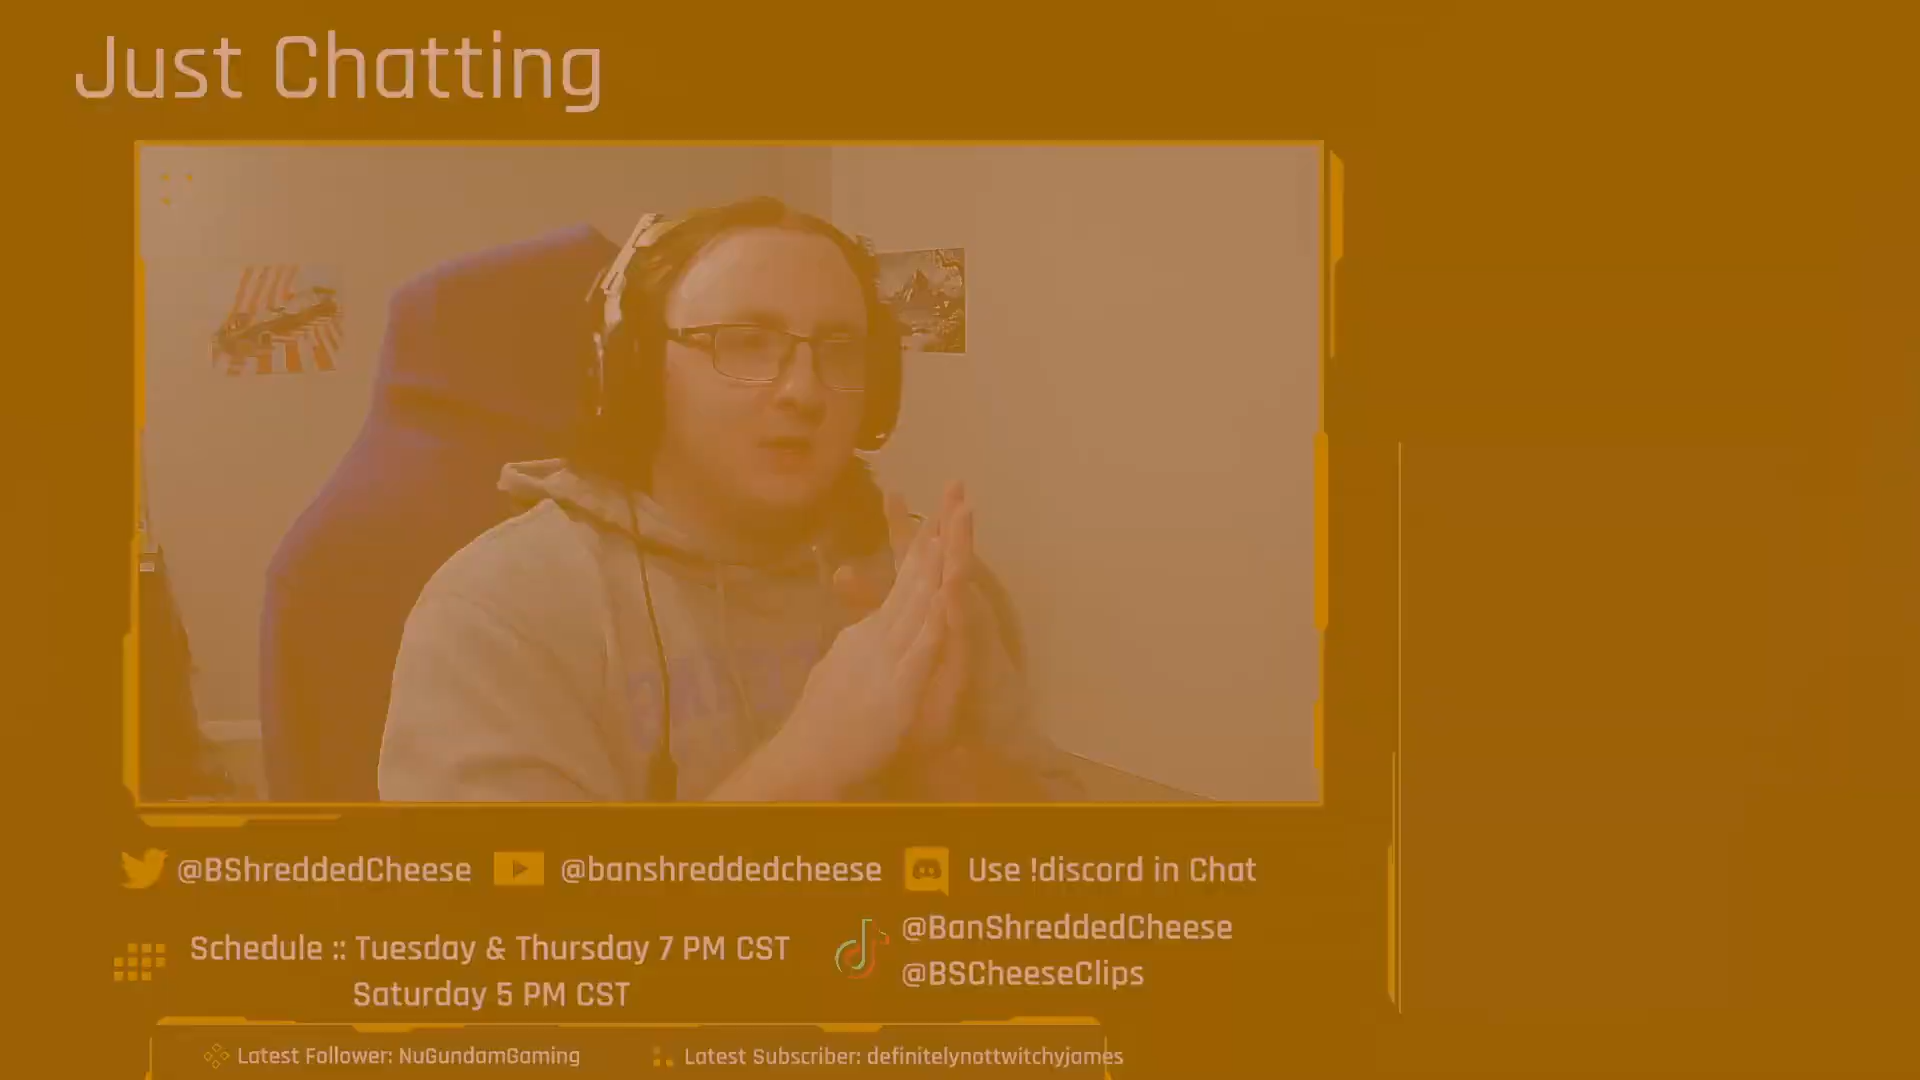 Just Chatting
@BShreddedCheese
@banshreddedcheese
Use !discord in Chat
Schedule :: Tuesday & Thursday 7 PM CST
Saturday 5 PM CST
@BanShreddedCheese
@BSCheeseClips
Latest Follower: NuGundamGaming
Latest Subscriber: definitelynottwitchyjames